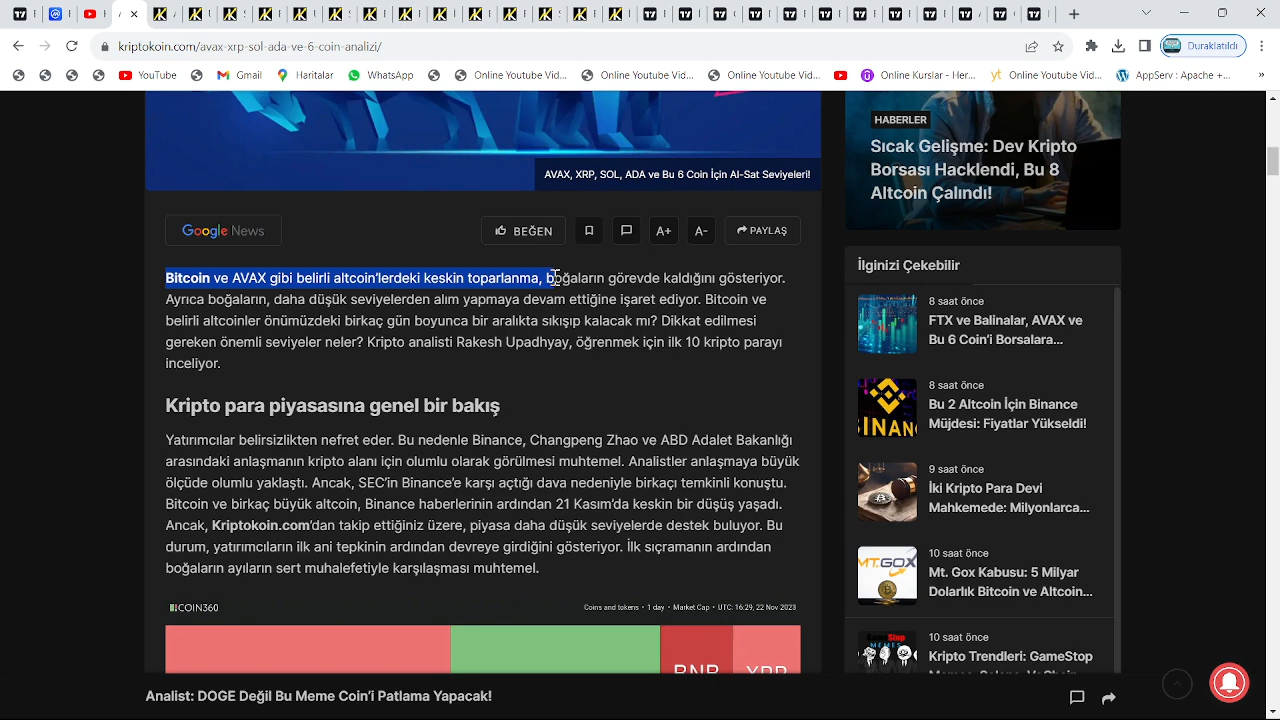 kriptokoin.com/avax-xrp-sol-ada-ve-6-coin-analizi/
Duraklatıldı
YouTube
Gmail
Haritalar
WhatsApp
Online Youtube Vid...
Online Youtube Vid...
Online Youtube Vid...
Online Kurslar - Her...
yt Online Youtube Vid...
AppServ : Apache +...
»
AVAX, XRP, SOL, ADA ve Bu 6 Coin İçin Al-Sat Seviyeleri!
Google News
BEĞEN
A+
A-
PAYLAŞ
Bitcoin ve AVAX gibi belirli altcoin’lerdeki keskin toparlanma, boğaların görevde kaldığını gösteriyor.
Ayrıca boğaların, daha düşük seviyelerden alım yapmaya devam ettiğine işaret ediyor. Bitcoin ve
belirli altcoinler önümüzdeki birkaç gün boyunca bir aralıkta sıkışıp kalacak mı? Dikkat edilmesi
gereken önemli seviyeler neler? Kripto analisti Rakesh Upadhyay, öğrenmek için ilk 10 kripto parayı
inceliyor.
Kripto para piyasasına genel bir bakış
Yatırımcılar belirsizlikten nefret eder. Bu nedenle Binance, Changpeng Zhao ve ABD Adalet Bakanlığı
arasındaki anlaşmanın kripto alanı için olumlu olarak görülmesi muhtemel. Analistler anlaşmaya büyük
ölçüde olumlu yaklaştı. Ancak, SEC’in Binance’e karşı açtığı dava nedeniyle birkaçı temkinli konuştu.
Bitcoin ve birkaç büyük altcoin, Binance haberlerinin ardından 21 Kasım’da keskin bir düşüş yaşadı.
Ancak, Kriptokoin.com’dan takip ettiğiniz üzere, piyasa daha düşük seviyelerde destek buluyor. Bu
durum, yatırımcıların ilk ani tepkinin ardından devreye girdiğini gösteriyor. İlk sıçramanın ardından
boğaların ayıların sert muhalefetiyle karşılaşması muhtemel.
COIN360
Coins and tokens • 1 day • Market Cap • UTC: 16:29, 22 Nov 2023
BNB
XRP
HABERLER
Sıcak Gelişme: Dev Kripto
Borsası Hacklendi, Bu 8
Altcoin Çalındı!
İlginizi Çekebilir
8 saat önce
FTX ve Balinalar, AVAX ve
Bu 6 Coin’i Borsalara...
8 saat önce
Bu 2 Altcoin İçin Binance
Müjdesi: Fiyatlar Yükseldi!
9 saat önce
İki Kripto Para Devi
Mahkemede: Milyonlarca...
10 saat önce
Mt. Gox Kabusu: 5 Milyar
Dolarlık Bitcoin ve Altcoin...
10 saat önce
Kripto Trendleri: GameStop
Analist: DOGE Değil Bu Meme Coin’i Patlama Yapacak!